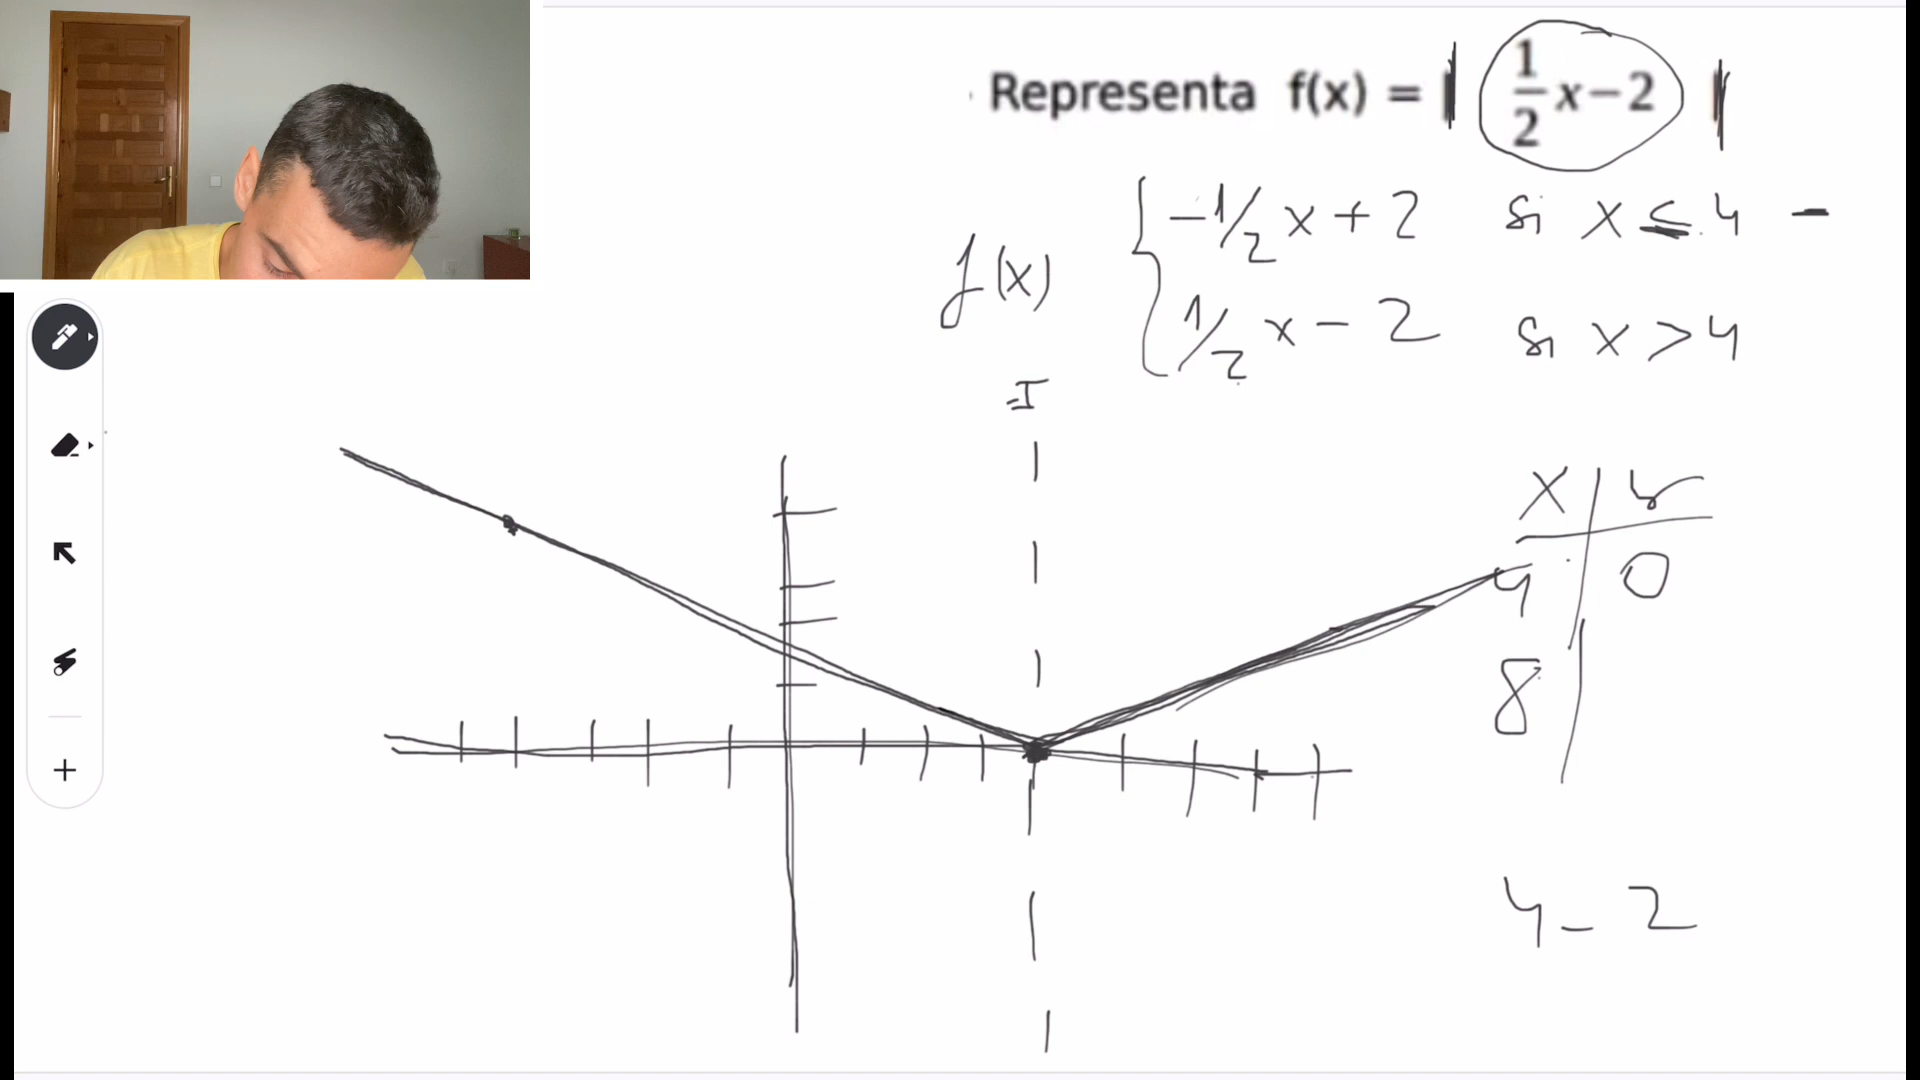 Representa f(x) = | 1/2 x − 2 |
f(x) { −1/2 x + 2 si x ≤ 4 −
1/2 x − 2 si x > 4
x | y
4 | 0
8 |
4 − 2